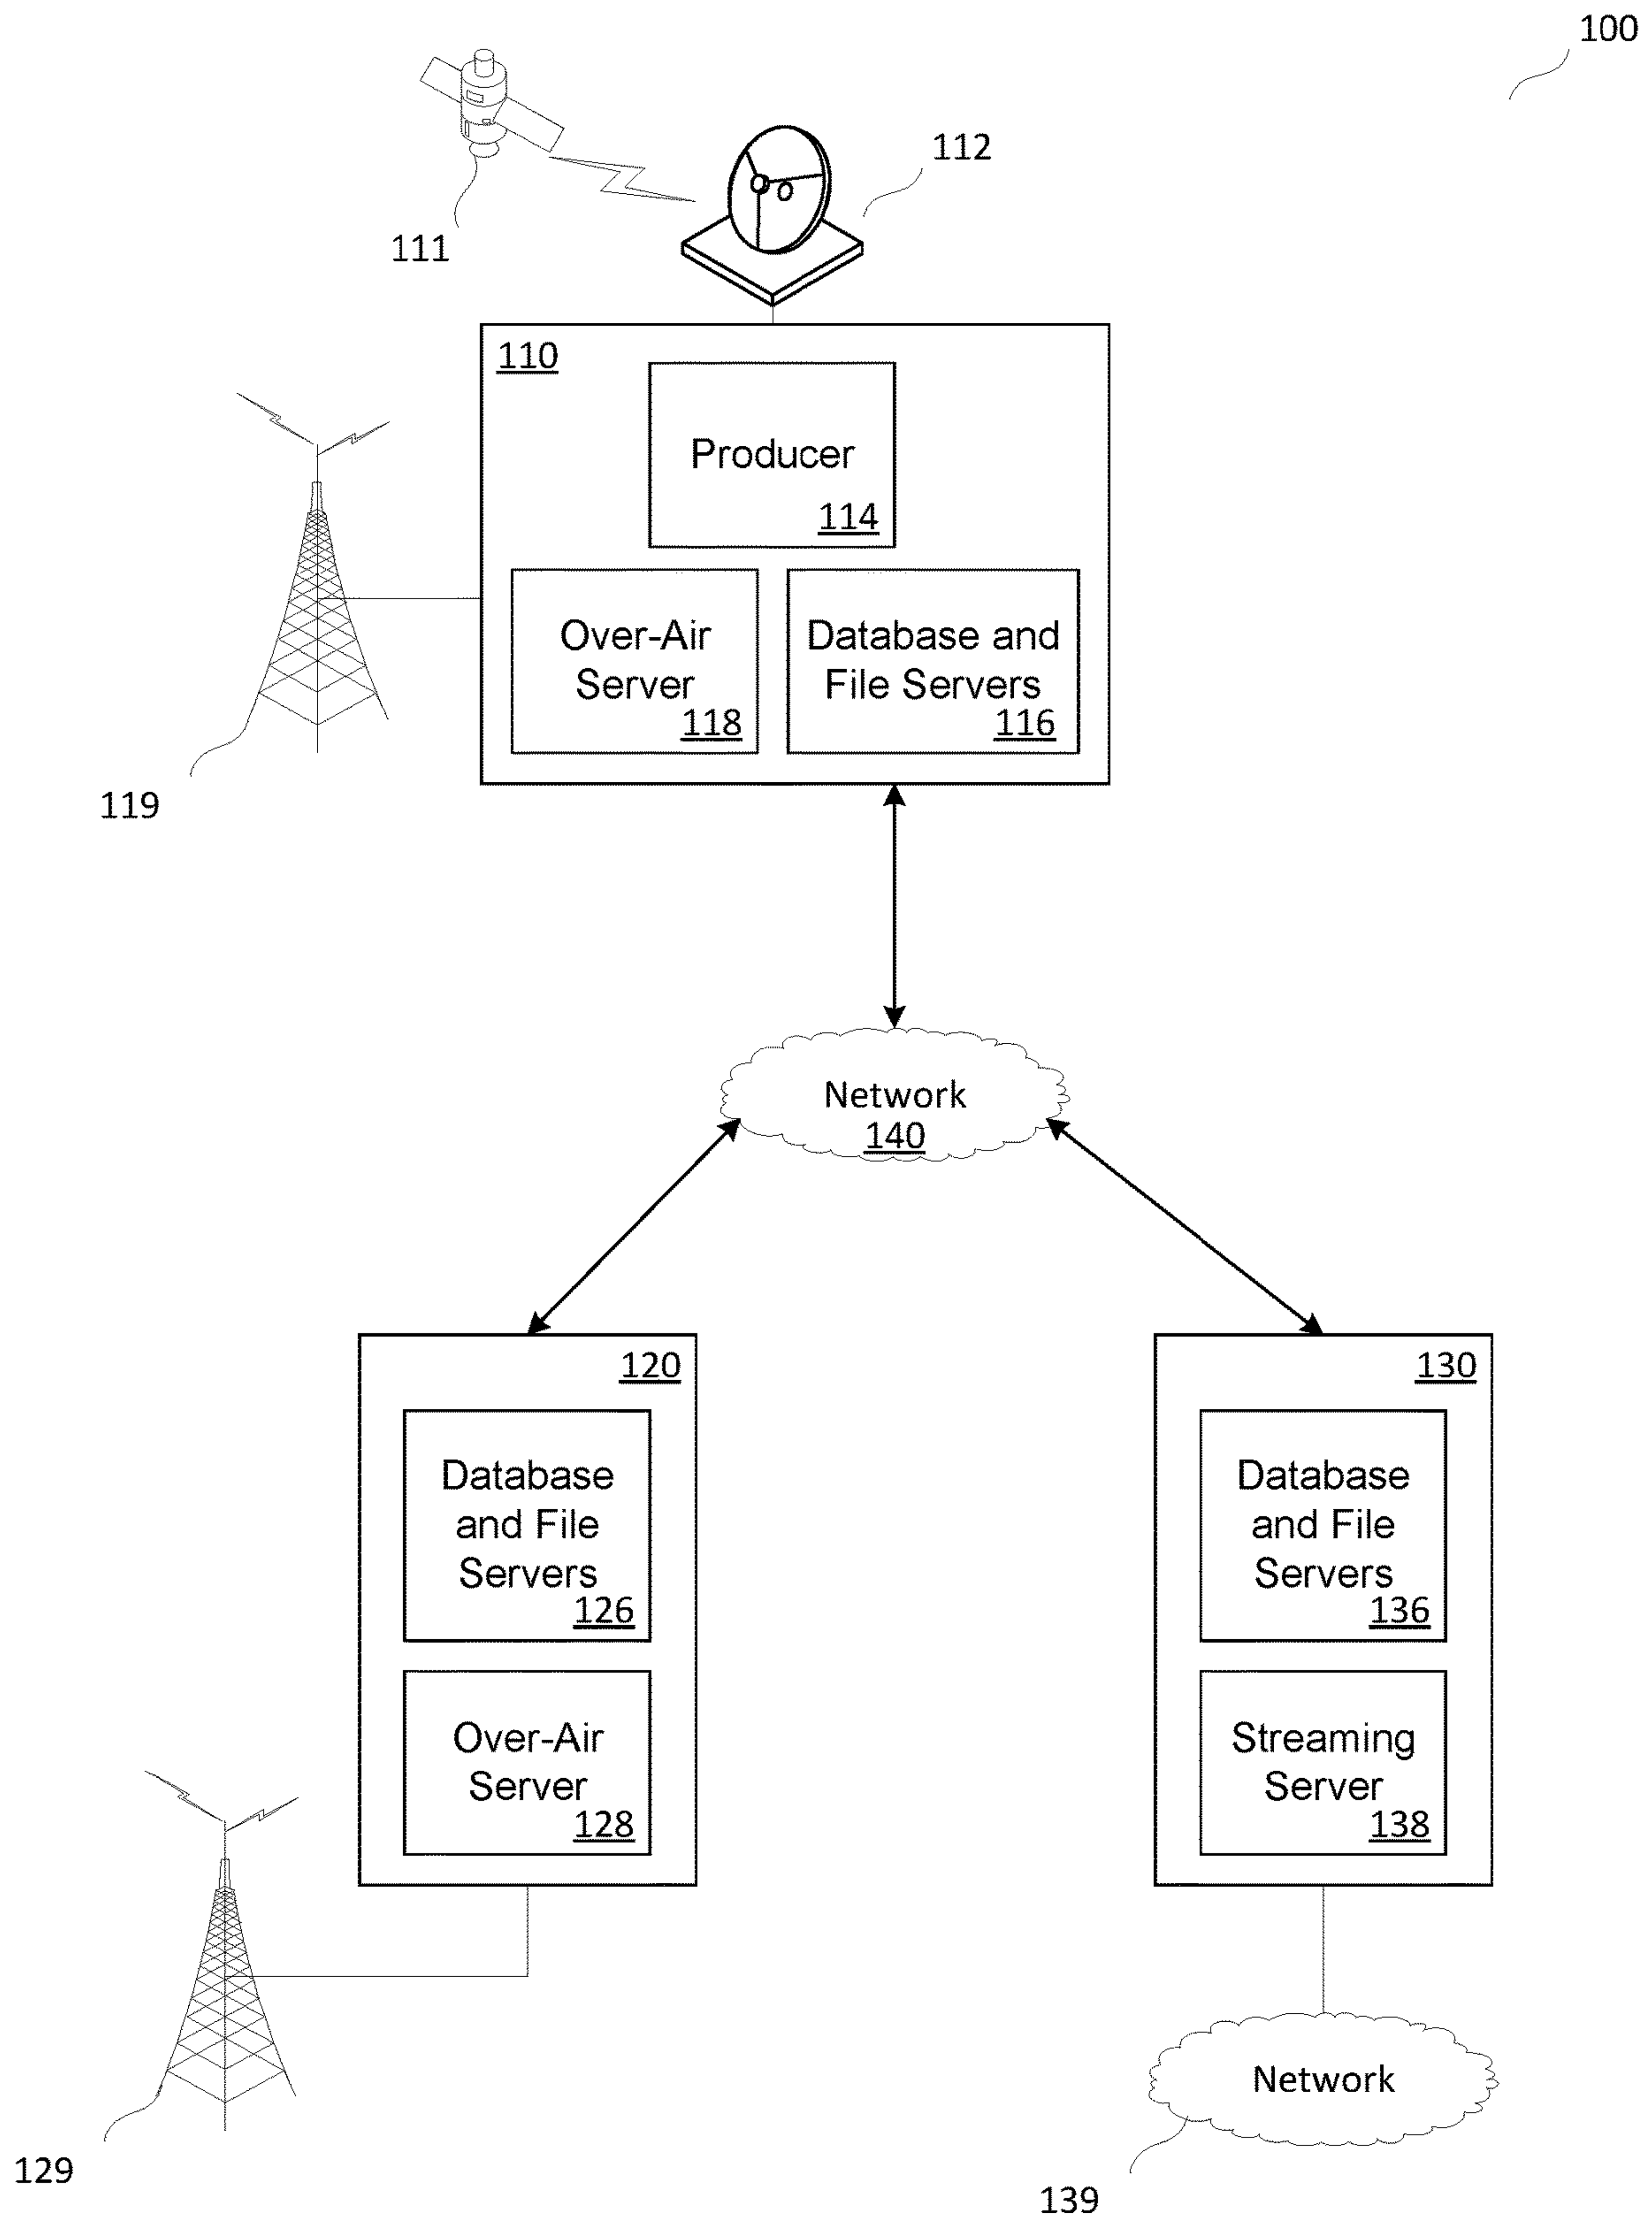 100
112
111
110
Producer
114
119
Over-Air
Server
118
Database and
File Servers
116
Network
140
120
Database
and File
Servers
126
Over-Air
Server
128
129
130
Database
and File
Servers
136
Streaming
Server
138
Network
139